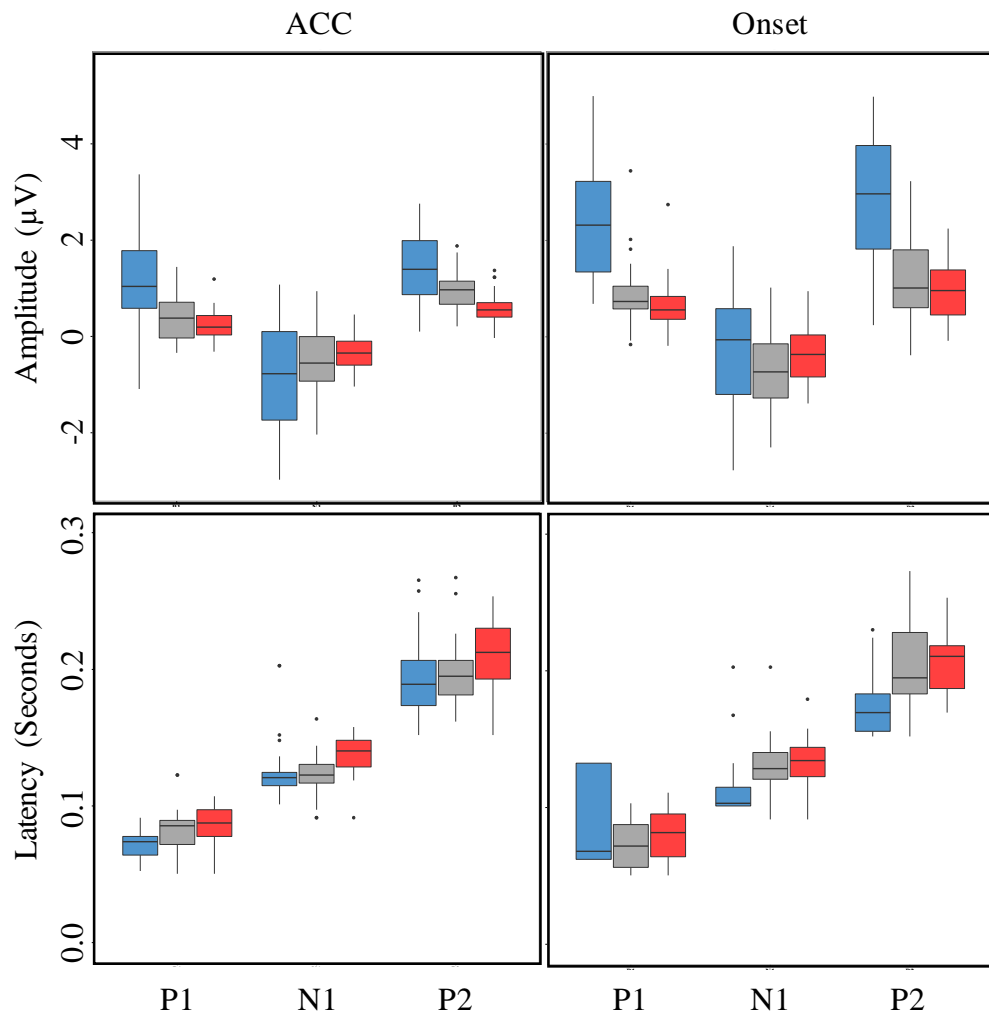 ACC Onset
Amplitude (µV)
4
2
0
-2
Latency (Seconds)
0.3
0.2
0.1
0.0
P1 N1 P2 P1 N1 P2